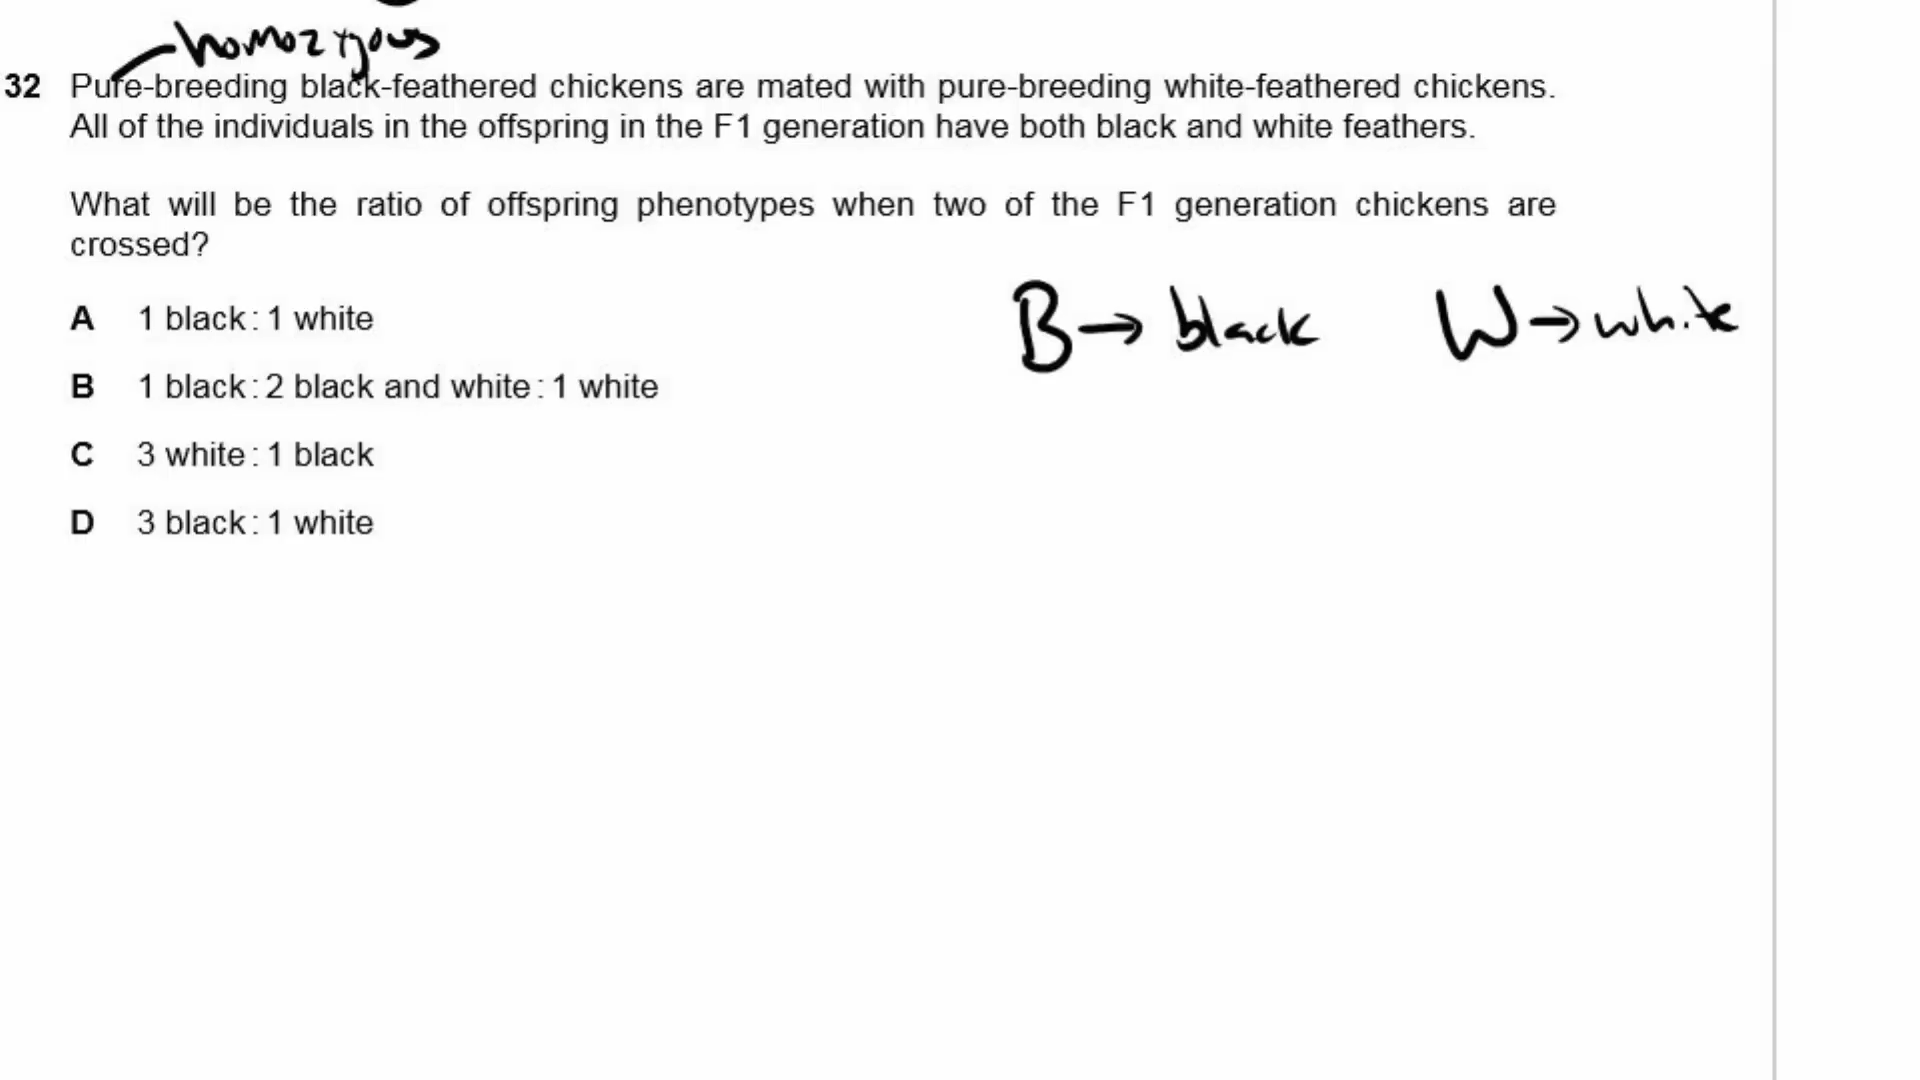 homozygous
32 Pure-breeding black-feathered chickens are mated with pure-breeding white-feathered chickens.
All of the individuals in the offspring in the F1 generation have both black and white feathers.
What will be the ratio of offspring phenotypes when two of the F1 generation chickens are
crossed?
A 1 black : 1 white
B → black W → white
B 1 black : 2 black and white : 1 white
C 3 white : 1 black
D 3 black : 1 white